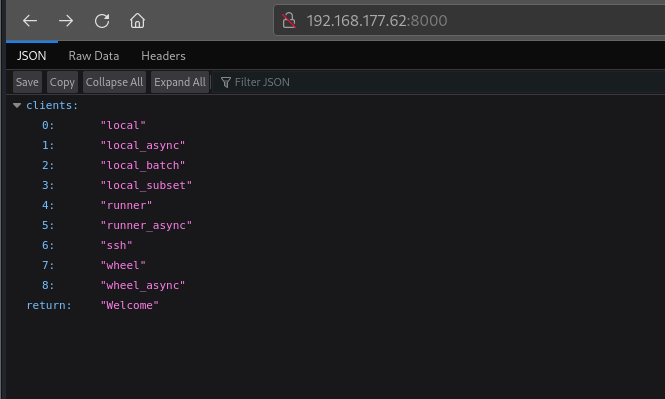 192.168.177.62:8000
JSON Raw Data Headers
Save Copy Collapse All Expand All Filter JSON
clients:
0: "local"
1: "local_async"
2: "local_batch"
3: "local_subset"
4: "runner"
5: "runner_async"
6: "ssh"
7: "wheel"
8: "wheel_async"
return: "Welcome"